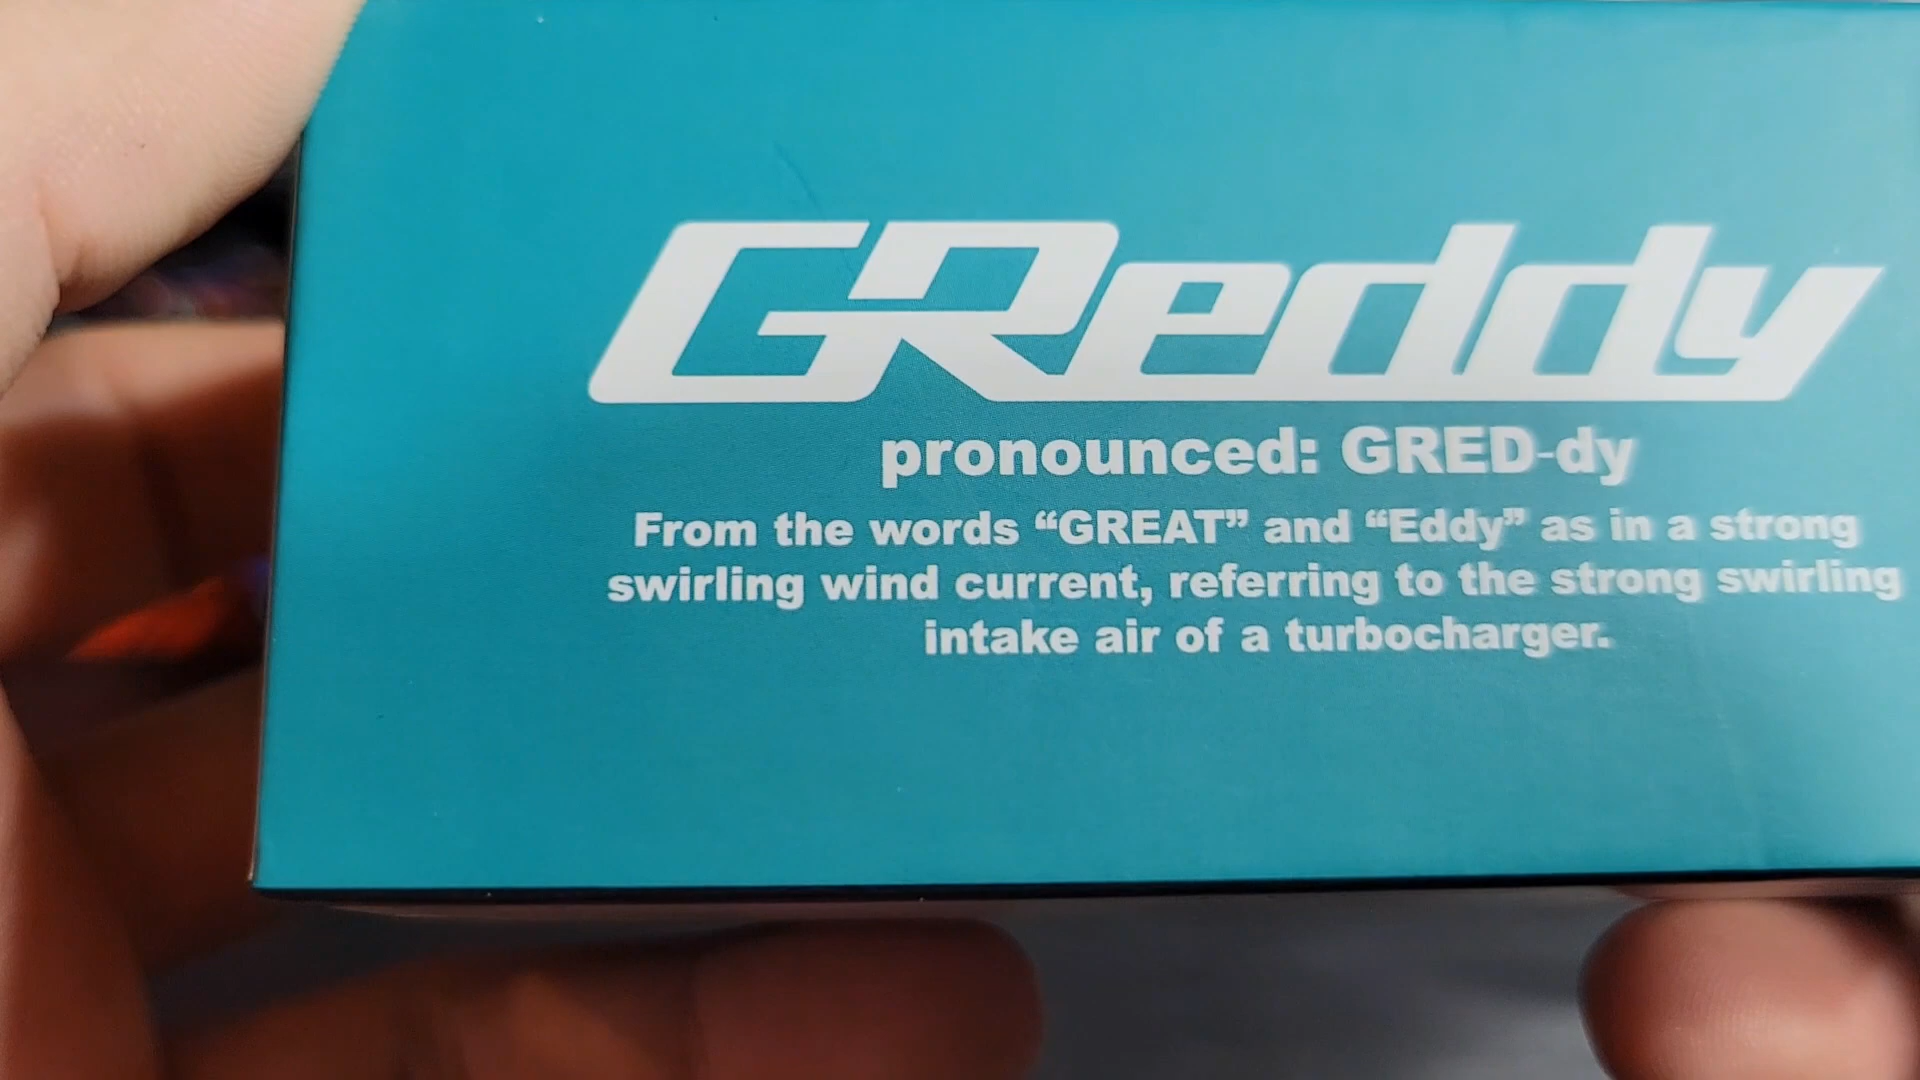 GReddy
pronounced: GRED-dy
From the words “GREAT” and “Eddy” as in a strong
swirling wind current, referring to the strong swirling
intake air of a turbocharger.